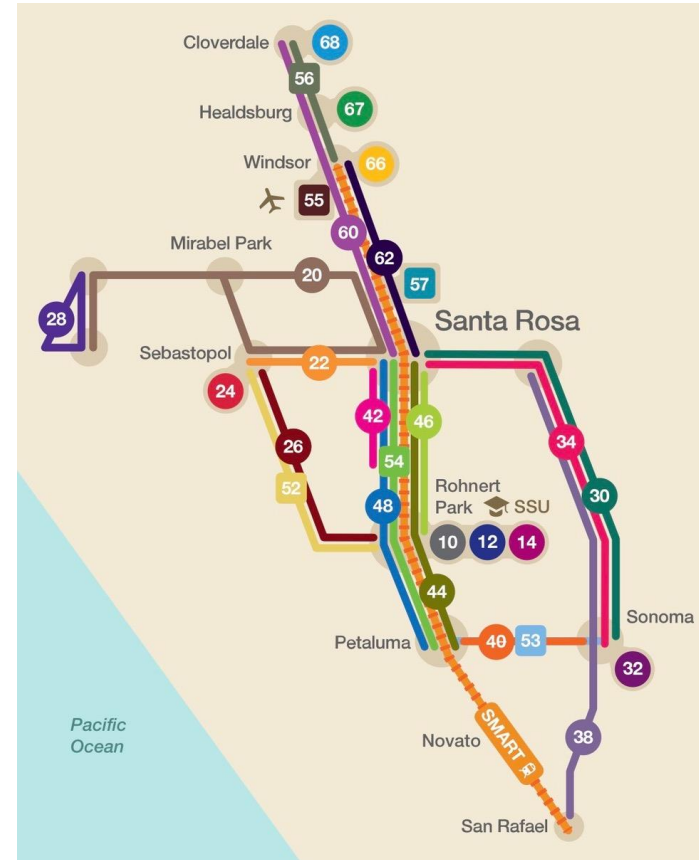 Cloverdale
68
56
Healdsburg
67
Windsor
66
55
60
Mirabel Park
62
20
57
28
Santa Rosa
Sebastopol
22
24
42
46
34
26
54
52
30
48
Rohnert
Park
SSU
10
12
14
44
Sonoma
Petaluma
40
53
32
Pacific
Ocean
Novato
SMART
38
San Rafael